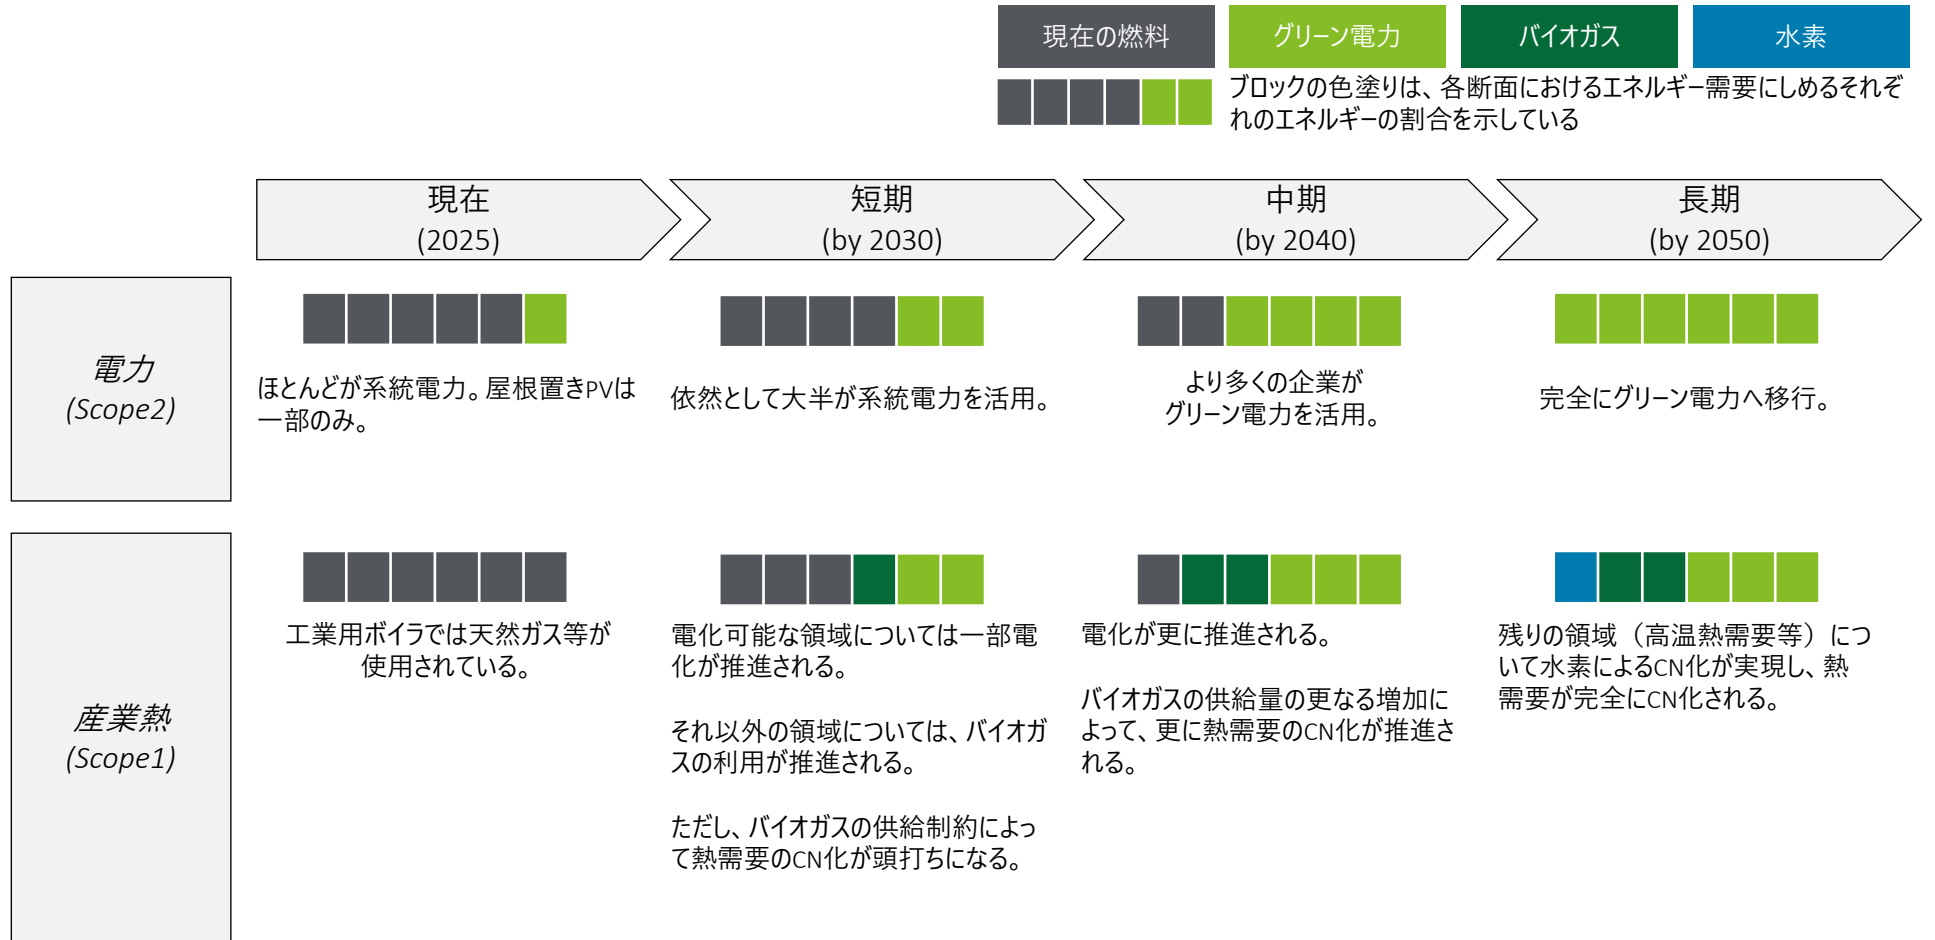 現在の燃料
グリーン電力
バイオガス
水素
ブロックの色塗りは、各断面におけるエネルギー需要にしめるそれぞ
れのエネルギーの割合を示している
現在
(2025)
短期
(by 2030)
中期
(by 2040)
長期
(by 2050)
電力
(Scope2)
ほとんどが系統電力。屋根置きPVは
一部のみ。
依然として大半が系統電力を活用。
より多くの企業が
グリーン電力を活用。
完全にグリーン電力へ移行。
産業熱
(Scope1)
工業用ボイラでは天然ガス等が
使用されている。
電化可能な領域については一部電
化が推進される。
それ以外の領域については、バイオガ
スの利用が推進される。
ただし、バイオガスの供給制約によっ
て熱需要のCN化が頭打ちになる。
電化が更に推進される。
バイオガスの供給量の更なる増加に
よって、更に熱需要のCN化が推進さ
れる。
残りの領域（高温熱需要等）につ
いて水素によるCN化が実現し、熱
需要が完全にCN化される。